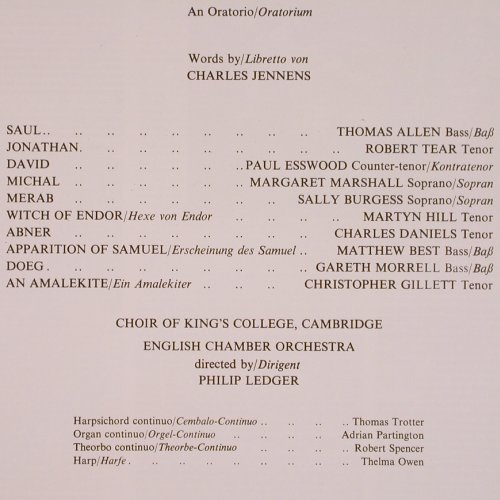 An Oratorio/Oratorium
Words by/Libretto von
CHARLES JENNENS
SAUL .. .. .. .. .. .. .. .. .. THOMAS ALLEN Bass/Baß
JONATHAN. .. .. .. .. .. .. .. .. ROBERT TEAR Tenor
DAVID .. .. .. .. .. .. .. PAUL ESSWOOD Counter-tenor/Kontratenor
MICHAL .. .. .. .. .. .. .. MARGARET MARSHALL Soprano/Sopran
MERAB .. .. .. .. .. .. .. SALLY BURGESS Soprano/Sopran
WITCH OF ENDOR/Hexe von Endor .. .. .. .. MARTYN HILL Tenor
ABNER .. .. .. .. .. .. .. .. CHARLES DANIELS Tenor
APPARITION OF SAMUEL/Erscheinung des Samuel .. MATTHEW BEST Bass/Baß
DOEG .. .. .. .. .. .. .. .. GARETH MORRELL Bass/Baß
AN AMALEKITE/Ein Amalekiter .. .. .. CHRISTOPHER GILLETT Tenor
CHOIR OF KING'S COLLEGE, CAMBRIDGE
ENGLISH CHAMBER ORCHESTRA
directed by/Dirigent
PHILIP LEDGER
Harpsichord continuo/Cembalo-Continuo .. .. .. .. Thomas Trotter
Organ continuo/Orgel-Continuo .. .. .. Adrian Partington
Theorbo continuo/Theorbe-Continuo .. .. .. Robert Spencer
Harp/Harfe . .. .. .. .. .. .. Thelma Owen